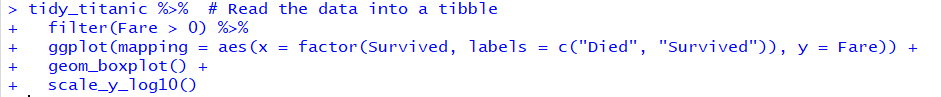 > tidy_titanic %>%  # Read the data into a tibble
+   filter(Fare > 0) %>%
+   ggplot(mapping = aes(x = factor(Survived, labels = c("Died", "Survived")), y = Fare)) +
+   geom_boxplot() +
+   scale_y_log10()